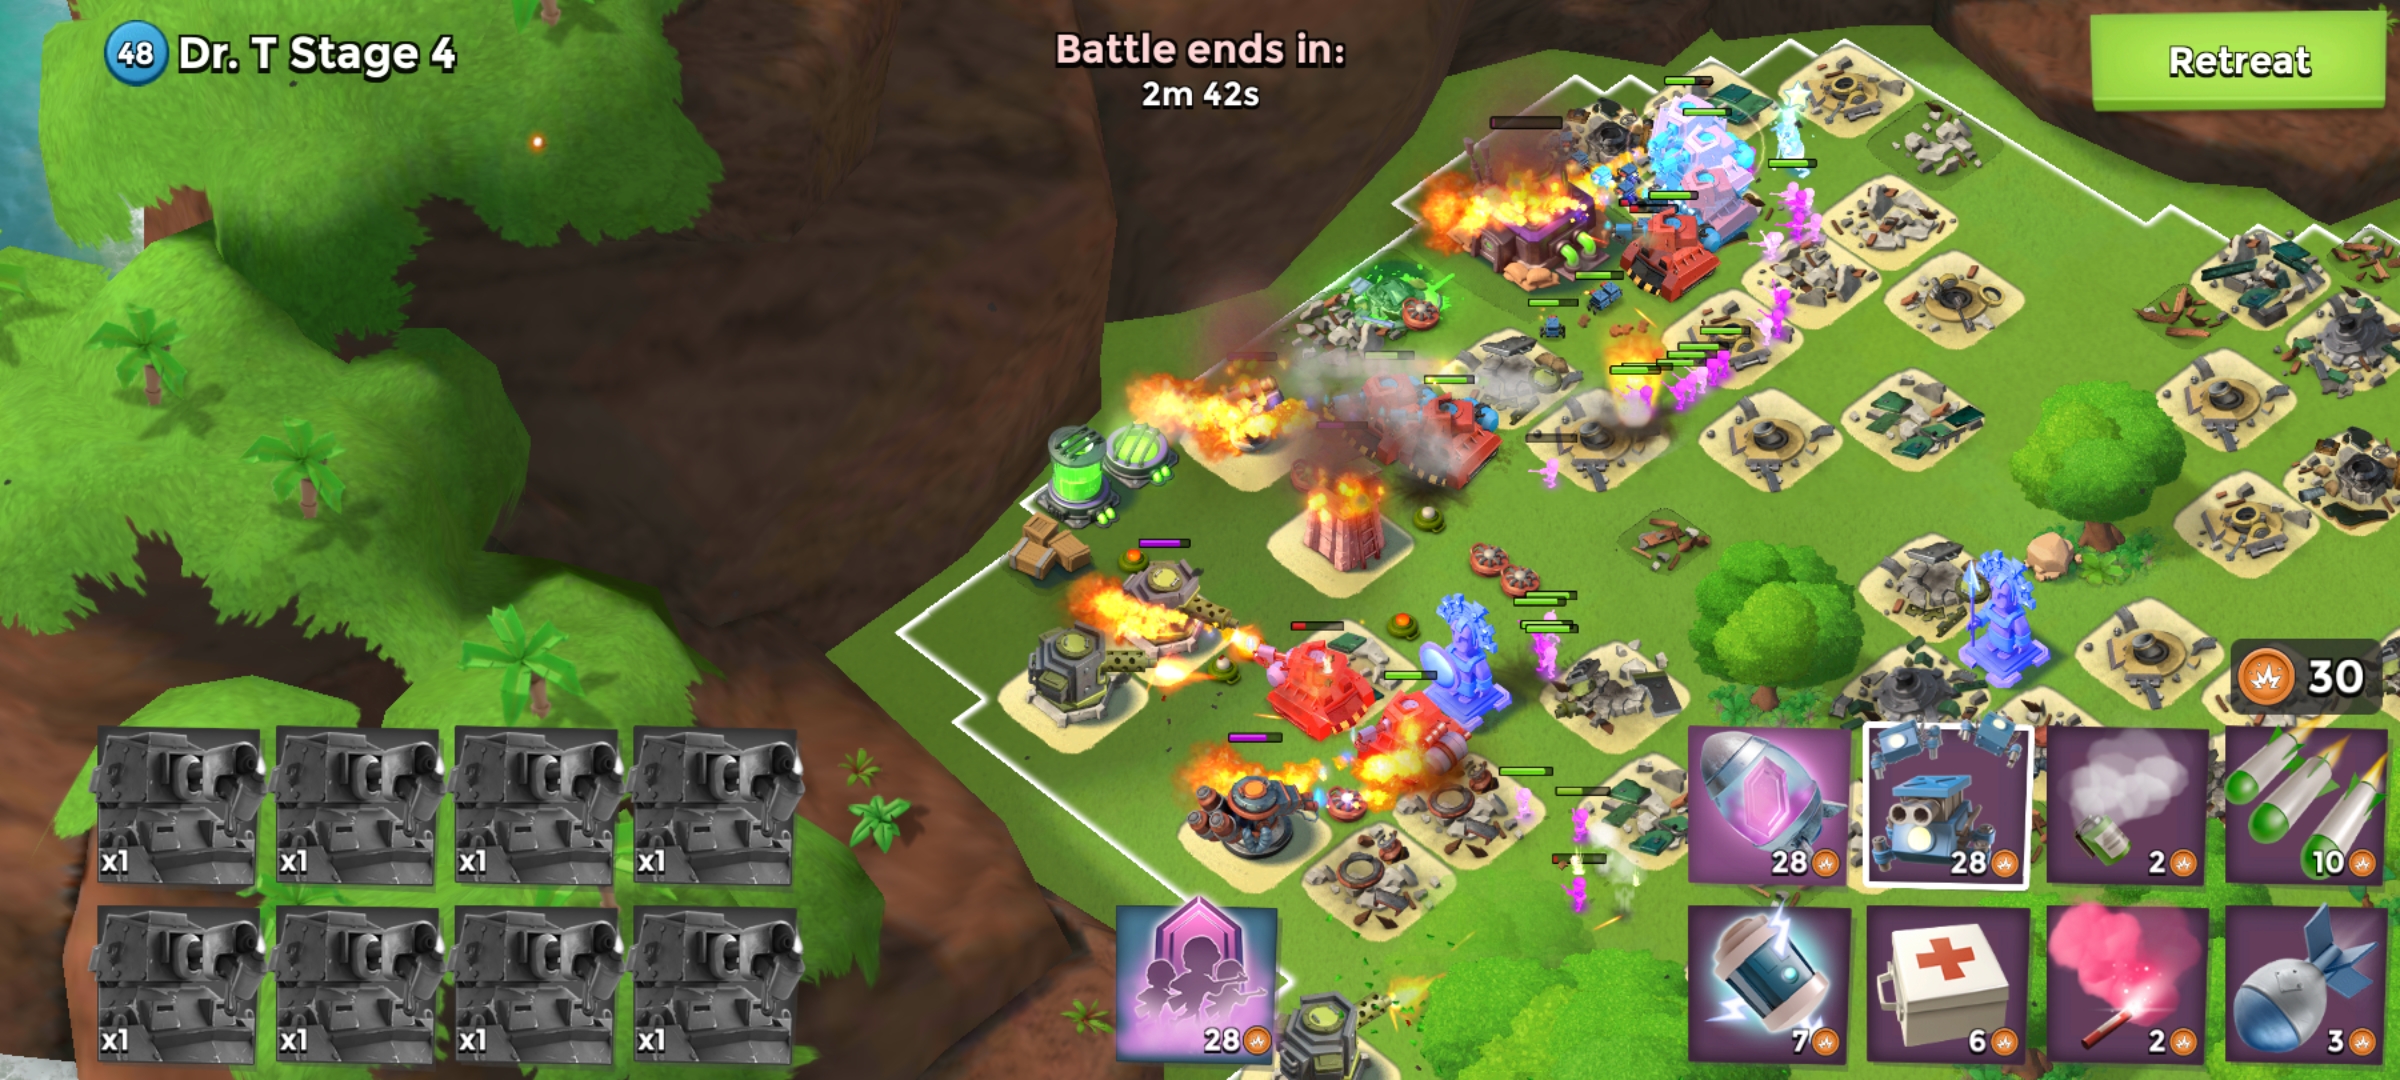 48 Dr. T Stage 4
Battle ends in:
2m 42s
Retreat
30
x1 x1 x1 x1
28 28 2 10
x1 x1 x1 x1
28 7 6 2 3